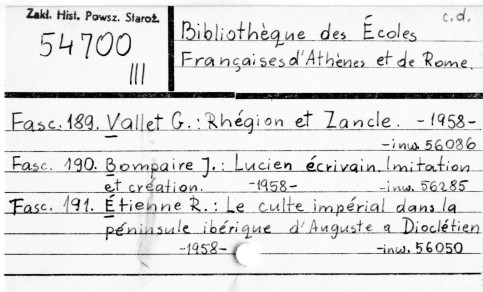 Zakł. Hist. Powsz. Staroż.
54700
III
c.d.
Bibliothèque des Écoles
Françaises d'Athènes et de Rome.
Fasc. 189. Vallet G.: Rhégion et Zancle. -1958-
-inw. 56086
Fasc. 190. Bompaire J.: Lucien écrivain. Imitation
et création. -1958- -inw. 56285
Fasc. 191. Étienne R.: Le culte impérial dans la
péninsule ibérique d'Auguste a Dioclétien
-1958- -inw. 56050